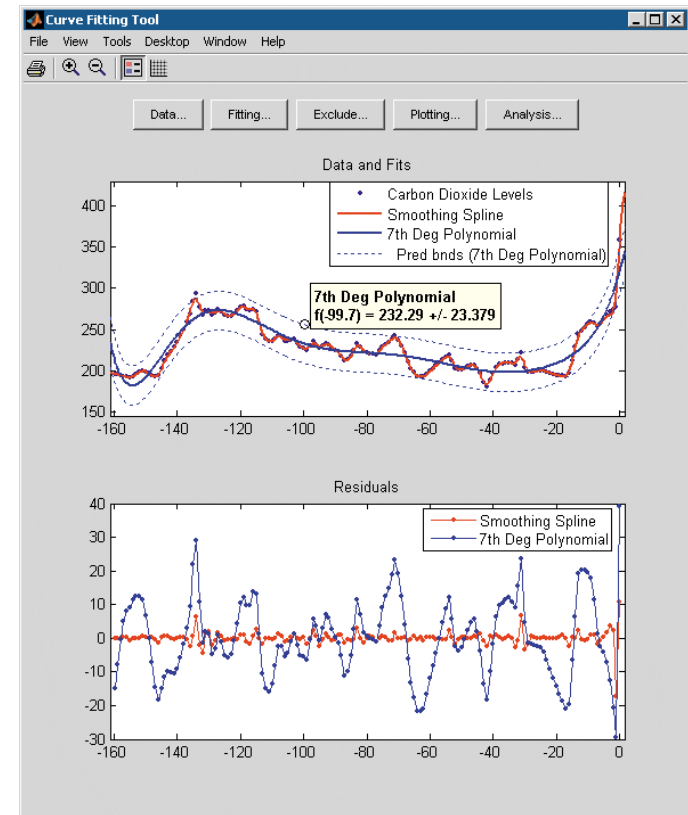 Curve Fitting Tool
File View Tools Desktop Window Help
Data... Fitting... Exclude... Plotting... Analysis...
Data and Fits
Carbon Dioxide Levels
Smoothing Spline
7th Deg Polynomial
Pred bnds (7th Deg Polynomial)
7th Deg Polynomial
f(-99.7) = 232.29 +/- 23.379
400
350
300
250
200
150
-160 -140 -120 -100 -80 -60 -40 -20 0
Residuals
Smoothing Spline
7th Deg Polynomial
40
30
20
10
0
-10
-20
-30
-160 -140 -120 -100 -80 -60 -40 -20 0